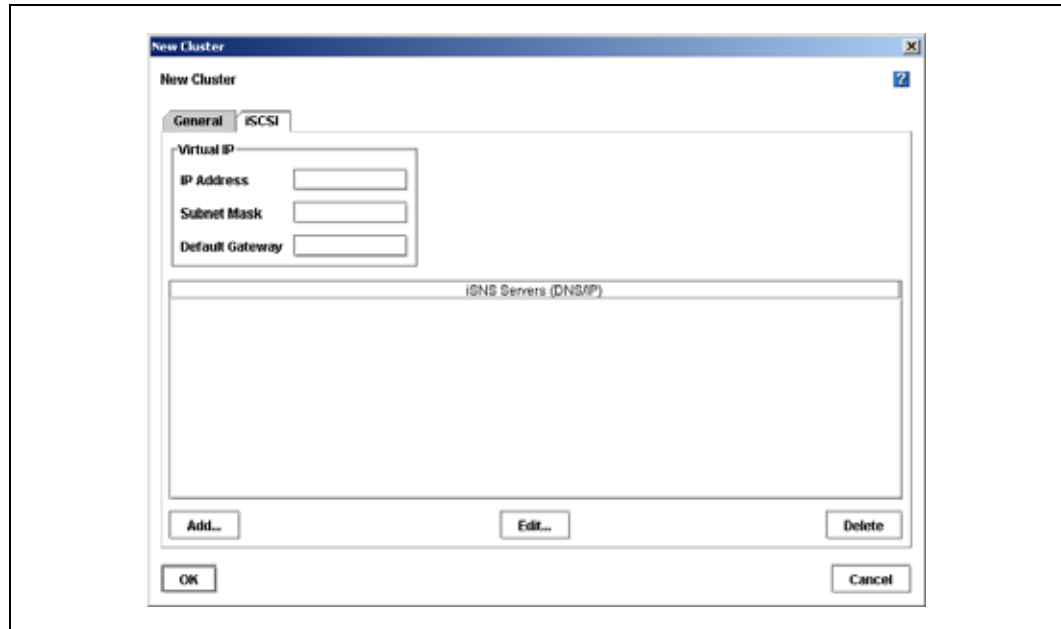 New Cluster
New Cluster
?
General iSCSI
Virtual IP
IP Address
Subnet Mask
Default Gateway
iSNS Servers (DNS/IP)
Add... Edit... Delete
OK Cancel